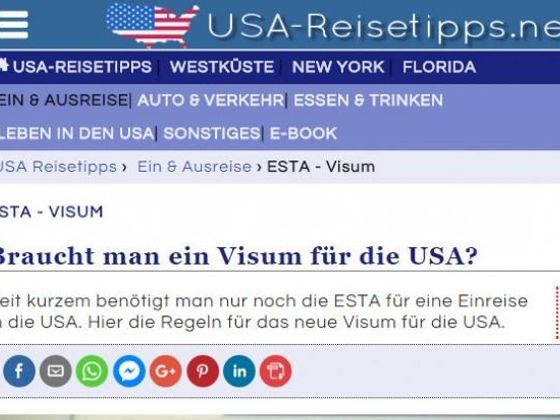 USA-Reisetipps.ne
USA-REISETIPPS| WESTKÜSTE| NEW YORK| FLORIDA
EIN & AUSREISE| AUTO & VERKEHR| ESSEN & TRINKEN
LEBEN IN DEN USA| SONSTIGES| E-BOOK
USA Reisetipps › Ein & Ausreise › ESTA - Visum
STA - VISUM
Braucht man ein Visum für die USA?
eit kurzem benötigt man nur noch die ESTA für eine Einreise
n die USA. Hier die Regeln für das neue Visum für die USA.